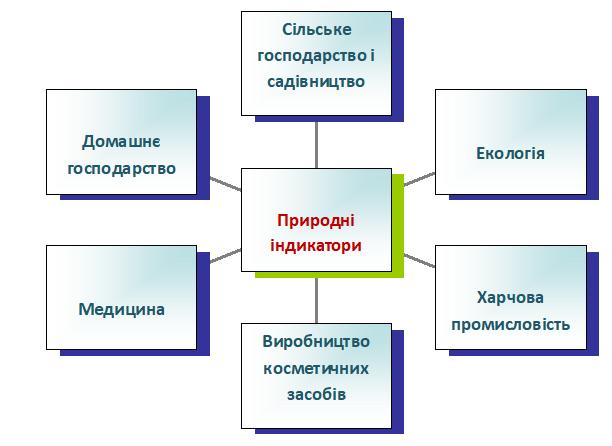 Сільське
господарство і
садівництво
Домашнє
господарство
Екологія
Природні
індикатори
Медицина
Харчова
промисловість
Виробництво
косметичних
засобів